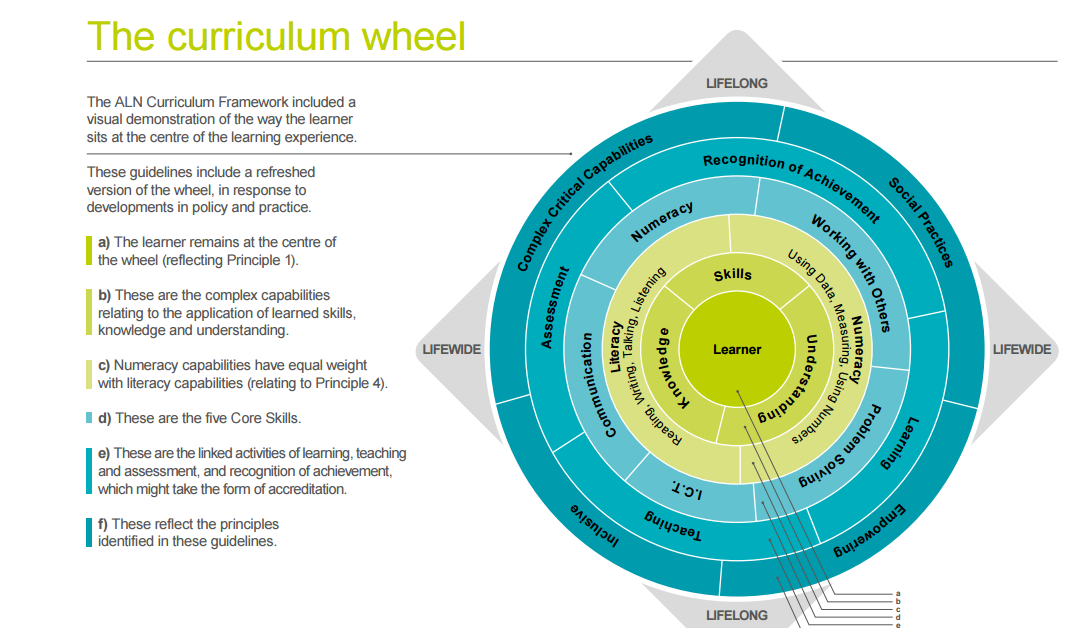 The curriculum wheel
The ALN Curriculum Framework included a
visual demonstration of the way the learner
sits at the centre of the learning experience.
These guidelines include a refreshed
version of the wheel, in response to
developments in policy and practice.
a) The learner remains at the centre of
the wheel (reflecting Principle 1).
b) These are the complex capabilities
relating to the application of learned skills,
knowledge and understanding.
c) Numeracy capabilities have equal weight
with literacy capabilities (relating to Principle 4).
d) These are the five Core Skills.
e) These are the linked activities of learning, teaching
and assessment, and recognition of achievement,
which might take the form of accreditation.
f) These reflect the principles
identified in these guidelines.
LIFELONG
LIFEWIDE
LIFEWIDE
LIFELONG
Complex Critical Capabilities
Social Practices
Empowering
Inclusive
Recognition of Achievement
Learning
Teaching
Assessment
Numeracy
Working with Others
Problem Solving
I.C.T.
Communication
Literacy
Reading, Writing, Talking, Listening
Numeracy
Using Data, Measuring, Using Numbers
Skills
Understanding
Knowledge
Learner
a
b
c
d
e